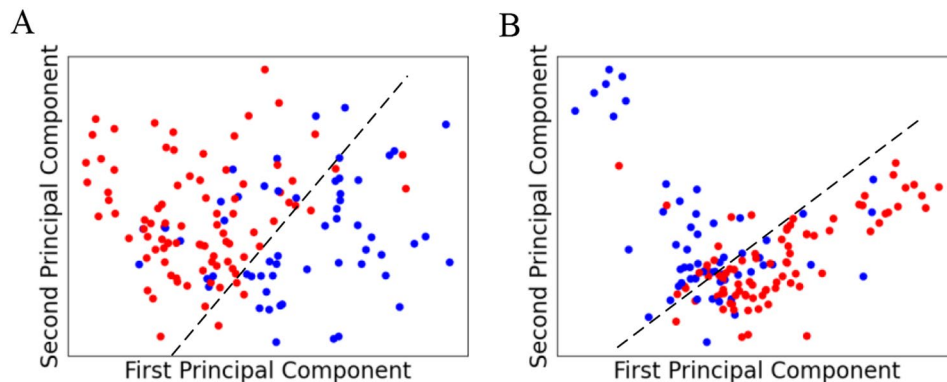 A
Second Principal Component
First Principal Component
B
Second Principal Component
First Principal Component